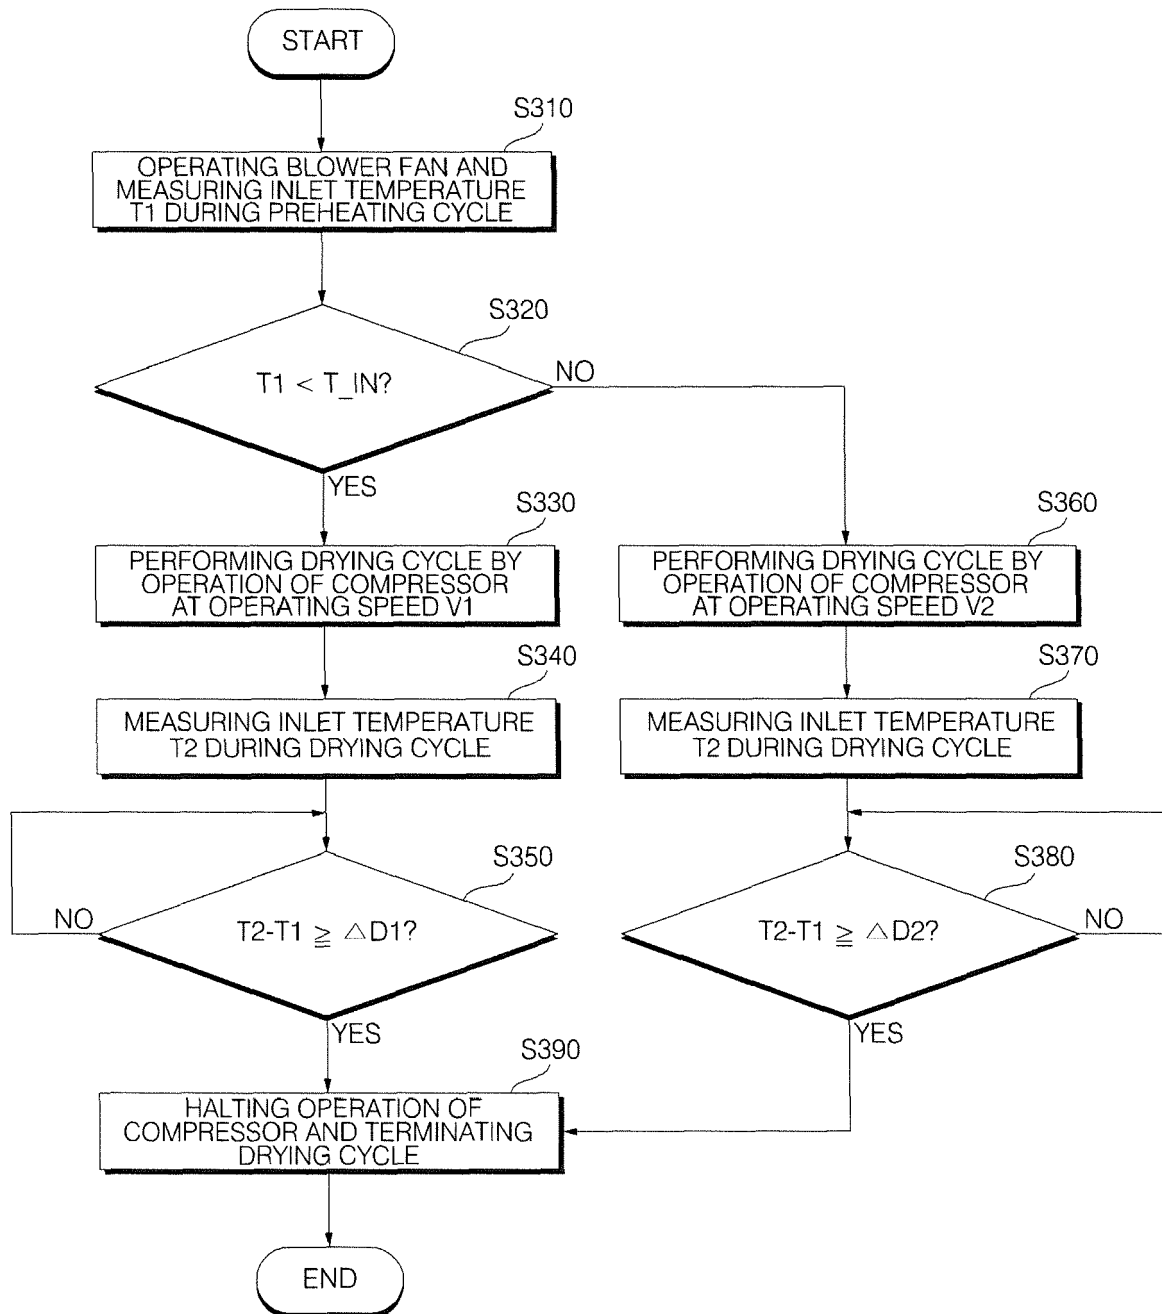 START
S310
OPERATING BLOWER FAN AND
MEASURING INLET TEMPERATURE
T1 DURING PREHEATING CYCLE
S320
T1 < T_IN?
NO
YES
S330
PERFORMING DRYING CYCLE BY
OPERATION OF COMPRESSOR
AT OPERATING SPEED V1
S360
PERFORMING DRYING CYCLE BY
OPERATION OF COMPRESSOR
AT OPERATING SPEED V2
S340
MEASURING INLET TEMPERATURE
T2 DURING DRYING CYCLE
S370
MEASURING INLET TEMPERATURE
T2 DURING DRYING CYCLE
S350
T2-T1 ≧ △D1?
NO
YES
S380
T2-T1 ≧ △D2?
NO
YES
S390
HALTING OPERATION OF
COMPRESSOR AND TERMINATING
DRYING CYCLE
END